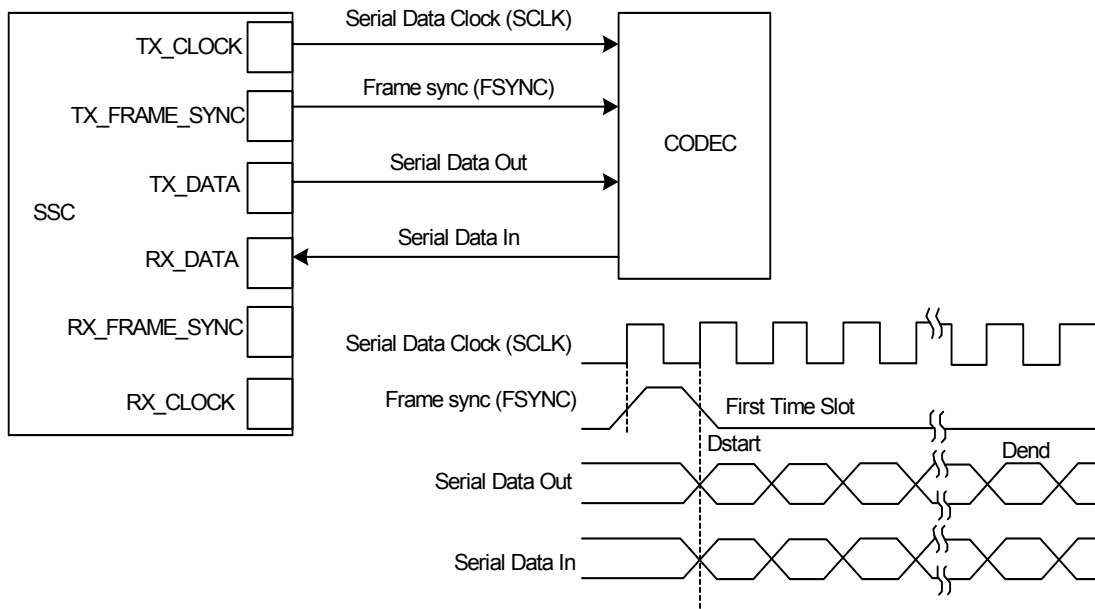 Serial Data Clock (SCLK)
TX_CLOCK
Frame sync (FSYNC)
TX_FRAME_SYNC
CODEC
Serial Data Out
TX_DATA
SSC
Serial Data In
RX_DATA
RX_FRAME_SYNC
RX_CLOCK
Serial Data Clock (SCLK)
Frame sync (FSYNC)
First Time Slot
Dstart
Dend
Serial Data Out
Serial Data In